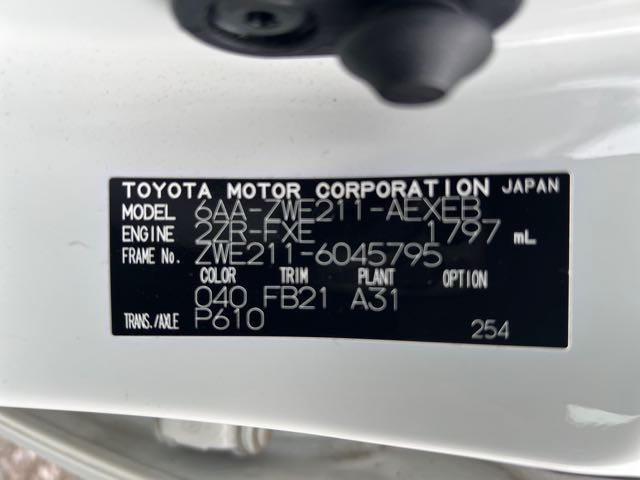 TOYOTA MOTOR CORPORATION JAPAN
MODEL 6AA-ZWE211-AEXEB
ENGINE 2ZR-FXE 1797 mL
FRAME No. ZWE211-6045795
COLOR TRIM PLANT OPTION
040 FB21 A31
TRANS./AXLE P610 254